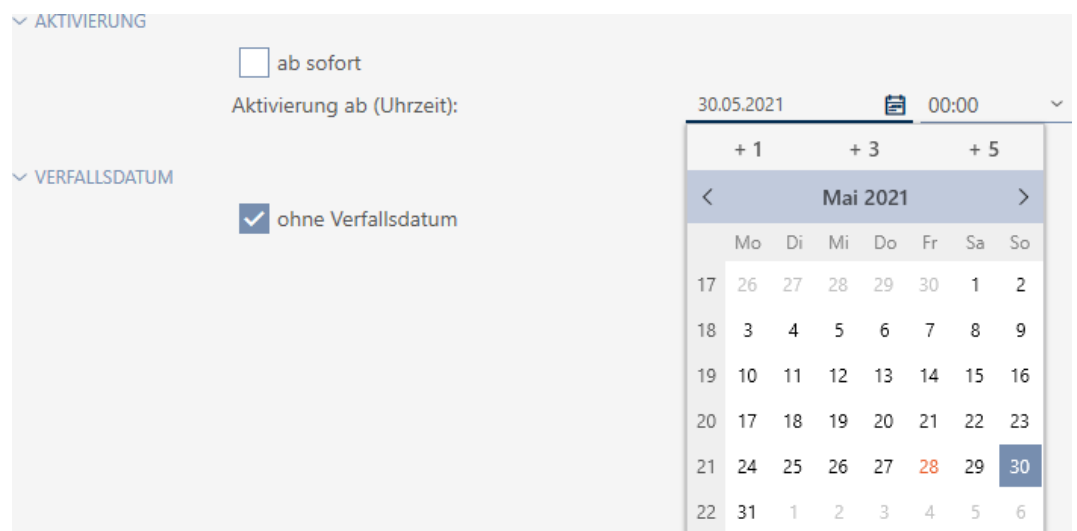 AKTIVIERUNG
ab sofort
Aktivierung ab (Uhrzeit): 30.05.2021 00:00
+ 1 + 3 + 5
VERFALLSDATUM
Mai 2021
ohne Verfallsdatum
Mo Di Mi Do Fr Sa So
17 26 27 28 29 30 1 2
18 3 4 5 6 7 8 9
19 10 11 12 13 14 15 16
20 17 18 19 20 21 22 23
21 24 25 26 27 28 29 30
22 31 1 2 3 4 5 6